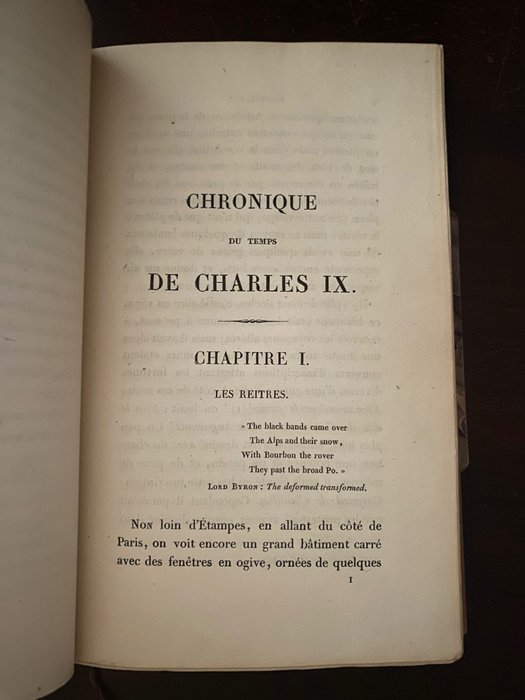 CHRONIQUE
DU TEMPS
DE CHARLES IX.
CHAPITRE I.
LES REITRES.
« The black bands came over
The Alps and their snow,
With Bourbon the rover
They past the broad Po. »
LORD BYRON : The deformed transformed.
NON loin d'Étampes, en allant du côté de
Paris, on voit encore un grand bâtiment carré
avec des fenêtres en ogive, ornées de quelques
1